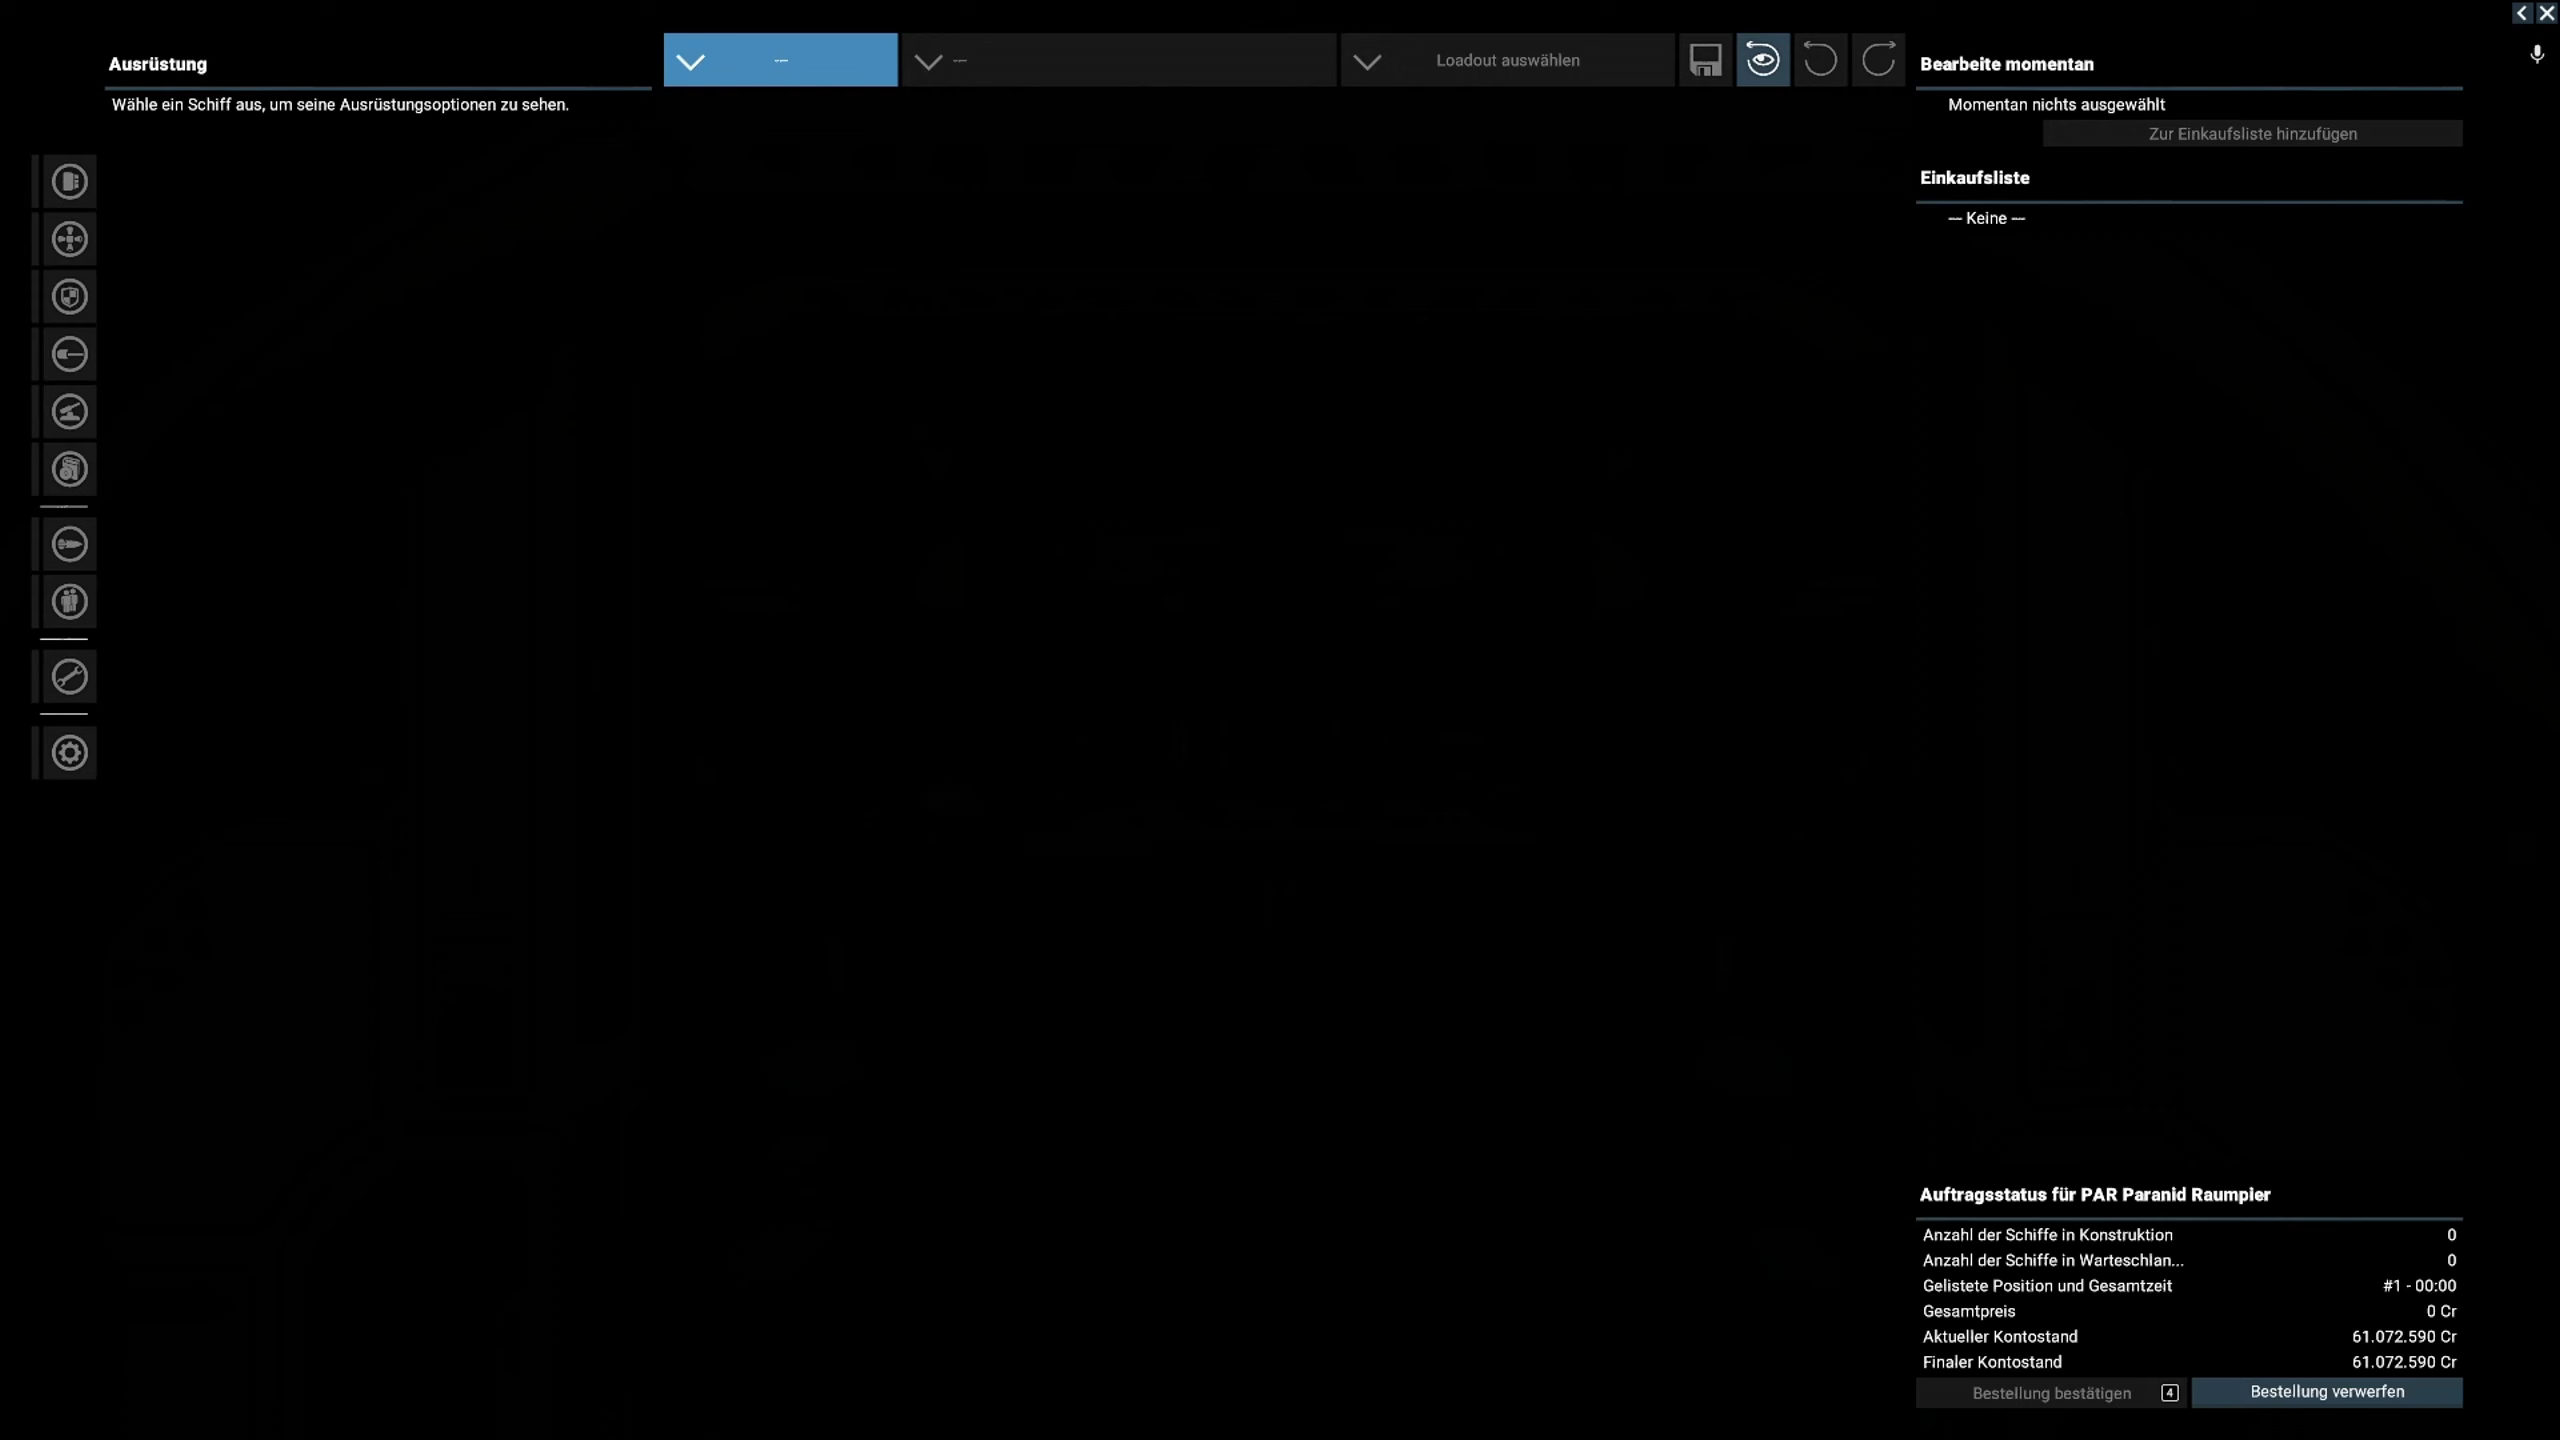 Ausrüstung
Wähle ein Schiff aus, um seine Ausrüstungsoptionen zu sehen.
--
--
Loadout auswählen
Bearbeite momentan
Momentan nichts ausgewählt
Zur Einkaufsliste hinzufügen
Einkaufsliste
— Keine —
Auftragsstatus für PAR Paranid Raumpier
Anzahl der Schiffe in Konstruktion 0
Anzahl der Schiffe in Warteschlan... 0
Gelistete Position und Gesamtzeit #1 - 00:00
Gesamtpreis 0 Cr
Aktueller Kontostand 61.072.590 Cr
Finaler Kontostand 61.072.590 Cr
Bestellung bestätigen 4 Bestellung verwerfen